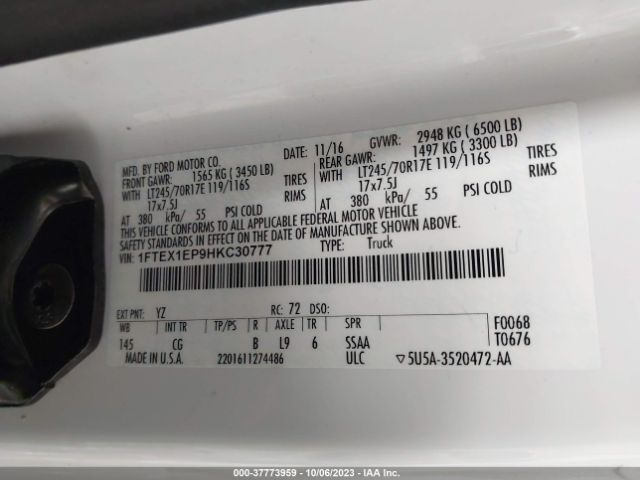 MFD. BY FORD MOTOR CO.
DATE: 11/16 GVWR: 2948 KG ( 6500 LB)
FRONT GAWR: 1565 KG ( 3450 LB)
REAR GAWR: 1497 KG ( 3300 LB)
WITH LT245/70R17E 119/116S TIRES
WITH LT245/70R17E 119/116S TIRES
17x7.5J RIMS
17x7.5J RIMS
AT 380 kPa/ 55 PSI COLD
AT 380 kPa/ 55 PSI COLD
THIS VEHICLE CONFORMS TO ALL APPLICABLE FEDERAL MOTOR VEHICLE
SAFETY STANDARDS IN EFFECT ON THE DATE OF MANUFACTURE SHOWN ABOVE.
VIN: 1FTEX1EP9HKC30777
TYPE: Truck
EXT PNT: YZ RC: 72 DSO:
WB INT TR TP/PS R AXLE TR SPR F0068
145 CG B L9 6 SSAA T0676
MADE IN U.S.A. 2201611274486 ULC ▽5U5A-3520472-AA
000-37773959 | 10/06/2023 | COPART